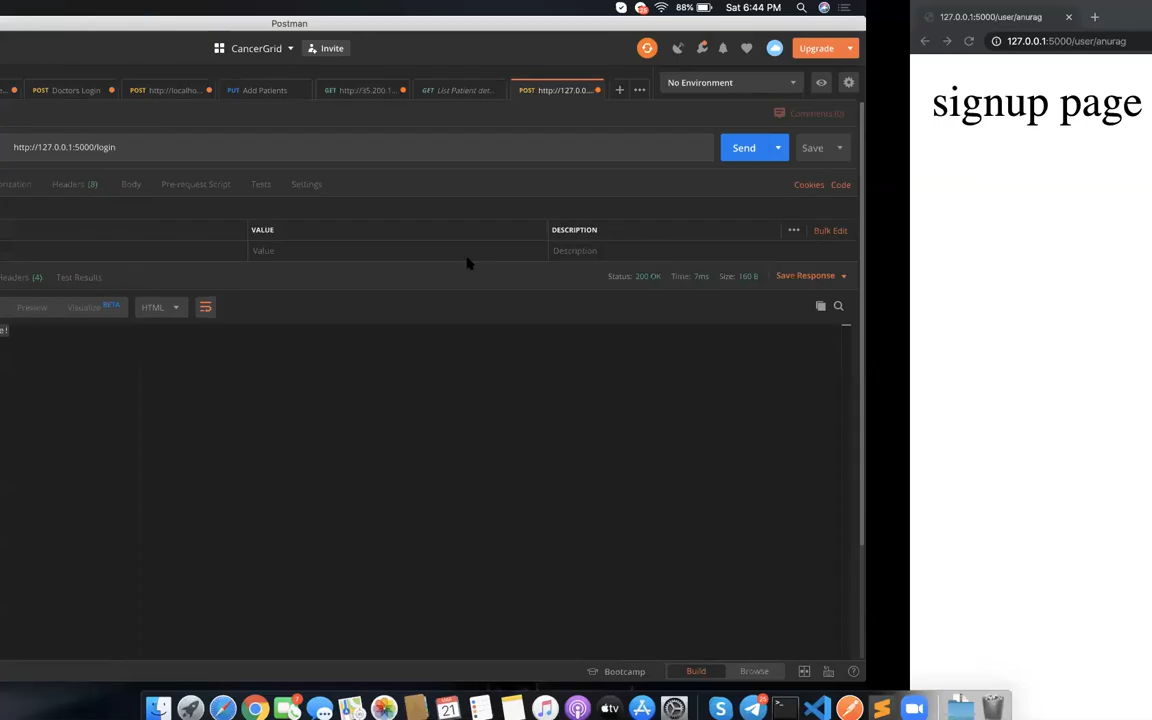 88% Sat 6:44 PM
Postman
CancerGrid Invite Upgrade
e... POST Doctors Login POST http://localho... PUT Add Patients GET http://35.200.1... GET List Patient det... POST http://127.0.0.... No Environment
Comments (0)
http://127.0.0.1:5000/login Send Save
orization Headers (8) Body Pre-request Script Tests Settings Cookies Code
VALUE DESCRIPTION Bulk Edit
Value Description
Headers (4) Test Results Status: 200 OK Time: 7ms Size: 160 B Save Response
Preview Visualize BETA HTML
e!
Bootcamp Build Browse
127.0.0.1:5000/user/anurag
127.0.0.1:5000/user/anurag
signup page